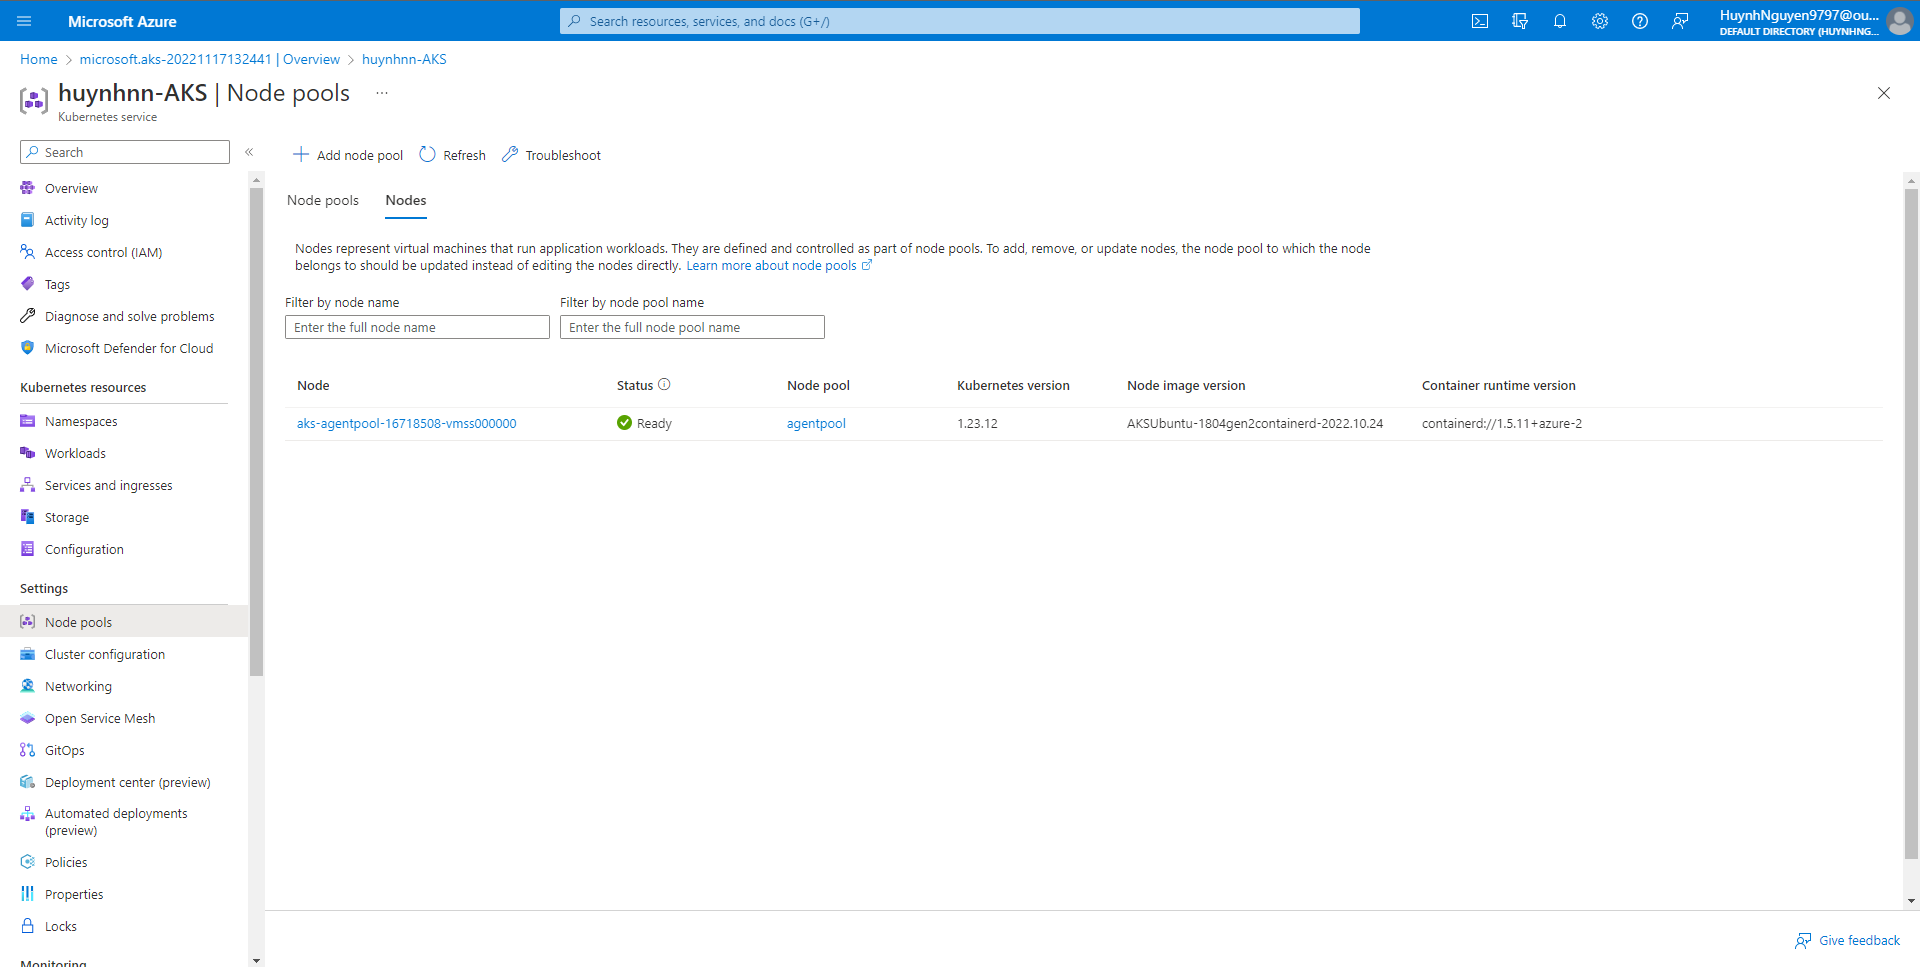 Microsoft Azure
Search resources, services, and docs (G+/)
HuynhNguyen9797@ou...
DEFAULT DIRECTORY (HUYNHNG...
Home > microsoft.aks-20221117132441 | Overview > huynhnn-AKS
huynhnn-AKS | Node pools ...
Kubernetes service
Search
Add node pool
Refresh
Troubleshoot
Overview
Activity log
Access control (IAM)
Tags
Diagnose and solve problems
Microsoft Defender for Cloud
Kubernetes resources
Namespaces
Workloads
Services and ingresses
Storage
Configuration
Settings
Node pools
Cluster configuration
Networking
Open Service Mesh
GitOps
Deployment center (preview)
Automated deployments
(preview)
Policies
Properties
Locks
Monitoring
Node pools Nodes
Nodes represent virtual machines that run application workloads. They are defined and controlled as part of node pools. To add, remove, or update nodes, the node pool to which the node
belongs to should be updated instead of editing the nodes directly. Learn more about node pools
Filter by node name
Enter the full node name
Filter by node pool name
Enter the full node pool name
Node Status Node pool Kubernetes version Node image version Container runtime version
aks-agentpool-16718508-vmss000000 Ready agentpool 1.23.12 AKSUbuntu-1804gen2containerd-2022.10.24 containerd://1.5.11+azure-2
Give feedback